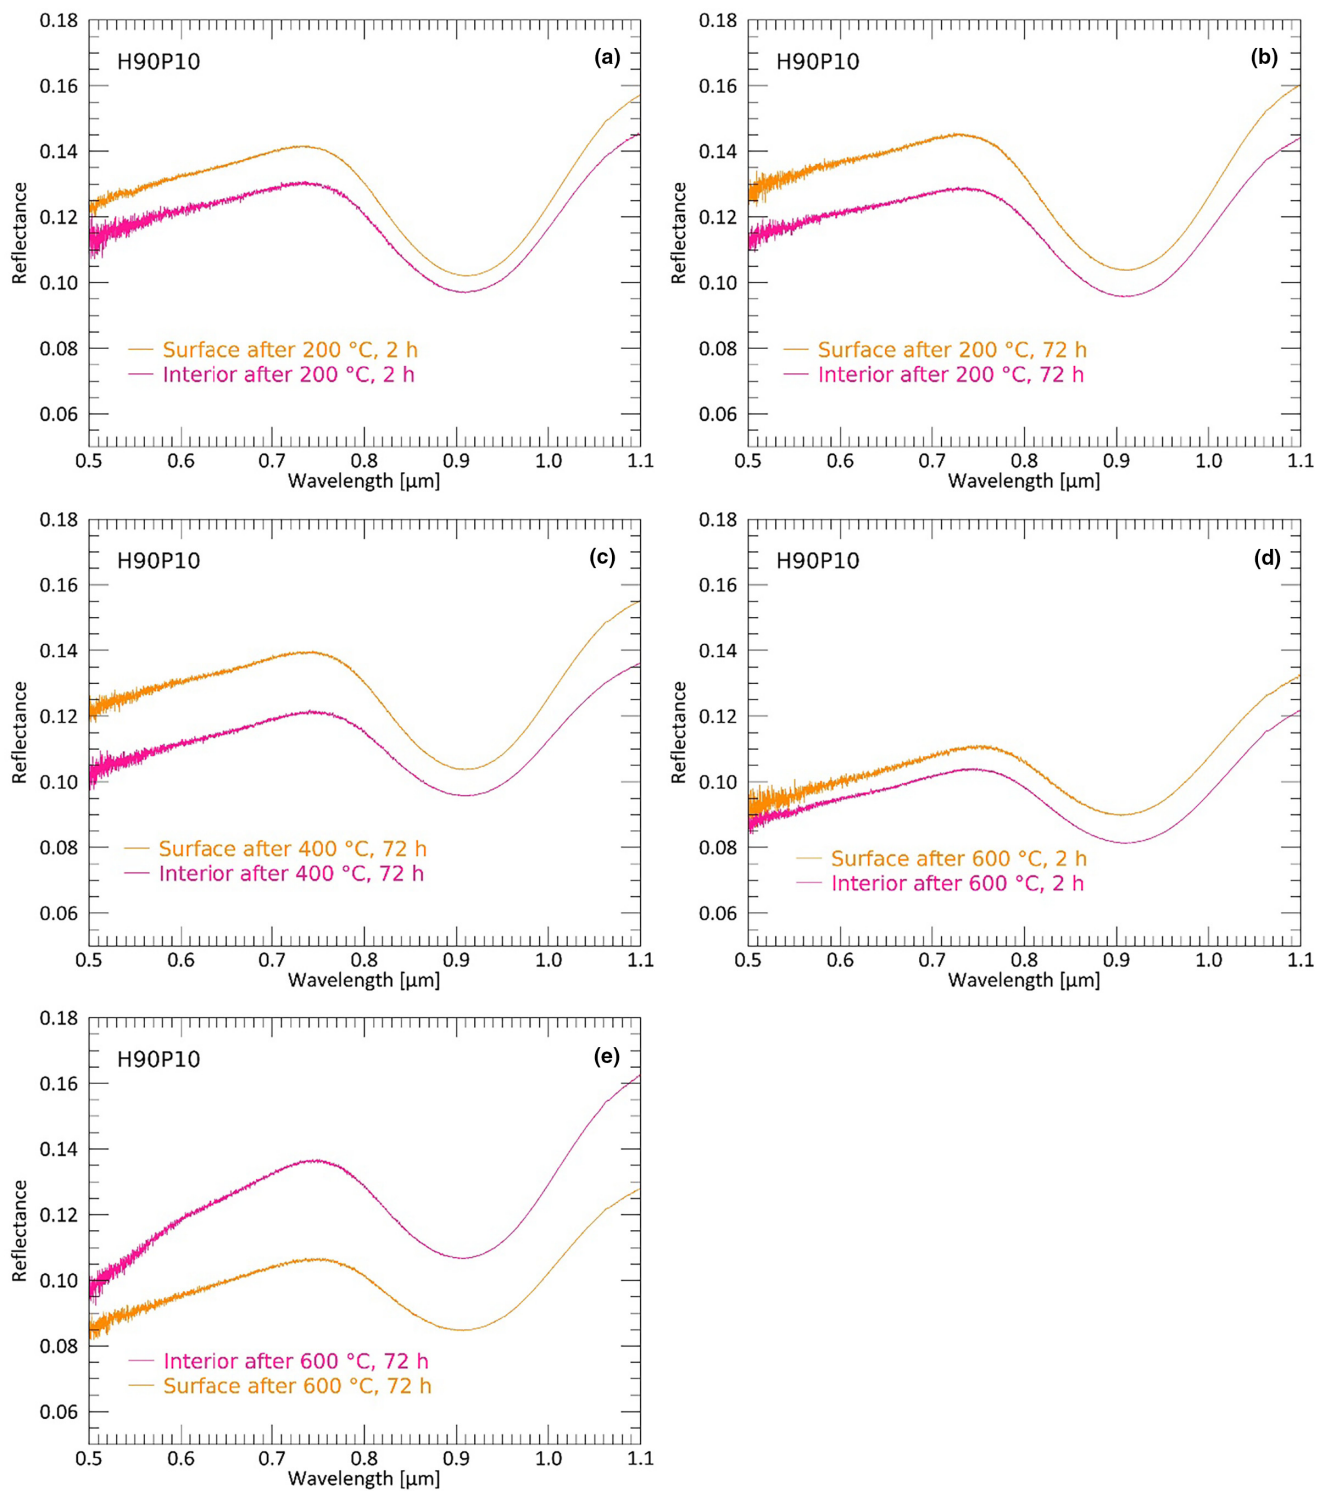 H90P10
(a)
0.18
0.16
0.14
0.12
0.10
0.08
0.06
Reflectance
Surface after 200 °C, 2 h
Interior after 200 °C, 2 h
0.5 0.6 0.7 0.8 0.9 1.0 1.1
Wavelength [μm]
H90P10
(b)
0.18
0.16
0.14
0.12
0.10
0.08
0.06
Reflectance
Surface after 200 °C, 72 h
Interior after 200 °C, 72 h
0.5 0.6 0.7 0.8 0.9 1.0 1.1
Wavelength [μm]
H90P10
(c)
0.18
0.16
0.14
0.12
0.10
0.08
0.06
Reflectance
Surface after 400 °C, 72 h
Interior after 400 °C, 72 h
0.5 0.6 0.7 0.8 0.9 1.0 1.1
Wavelength [μm]
H90P10
(d)
0.18
0.16
0.14
0.12
0.10
0.08
0.06
Reflectance
Surface after 600 °C, 2 h
Interior after 600 °C, 2 h
0.5 0.6 0.7 0.8 0.9 1.0 1.1
Wavelength [μm]
H90P10
(e)
0.18
0.16
0.14
0.12
0.10
0.08
0.06
Reflectance
Interior after 600 °C, 72 h
Surface after 600 °C, 72 h
0.5 0.6 0.7 0.8 0.9 1.0 1.1
Wavelength [μm]